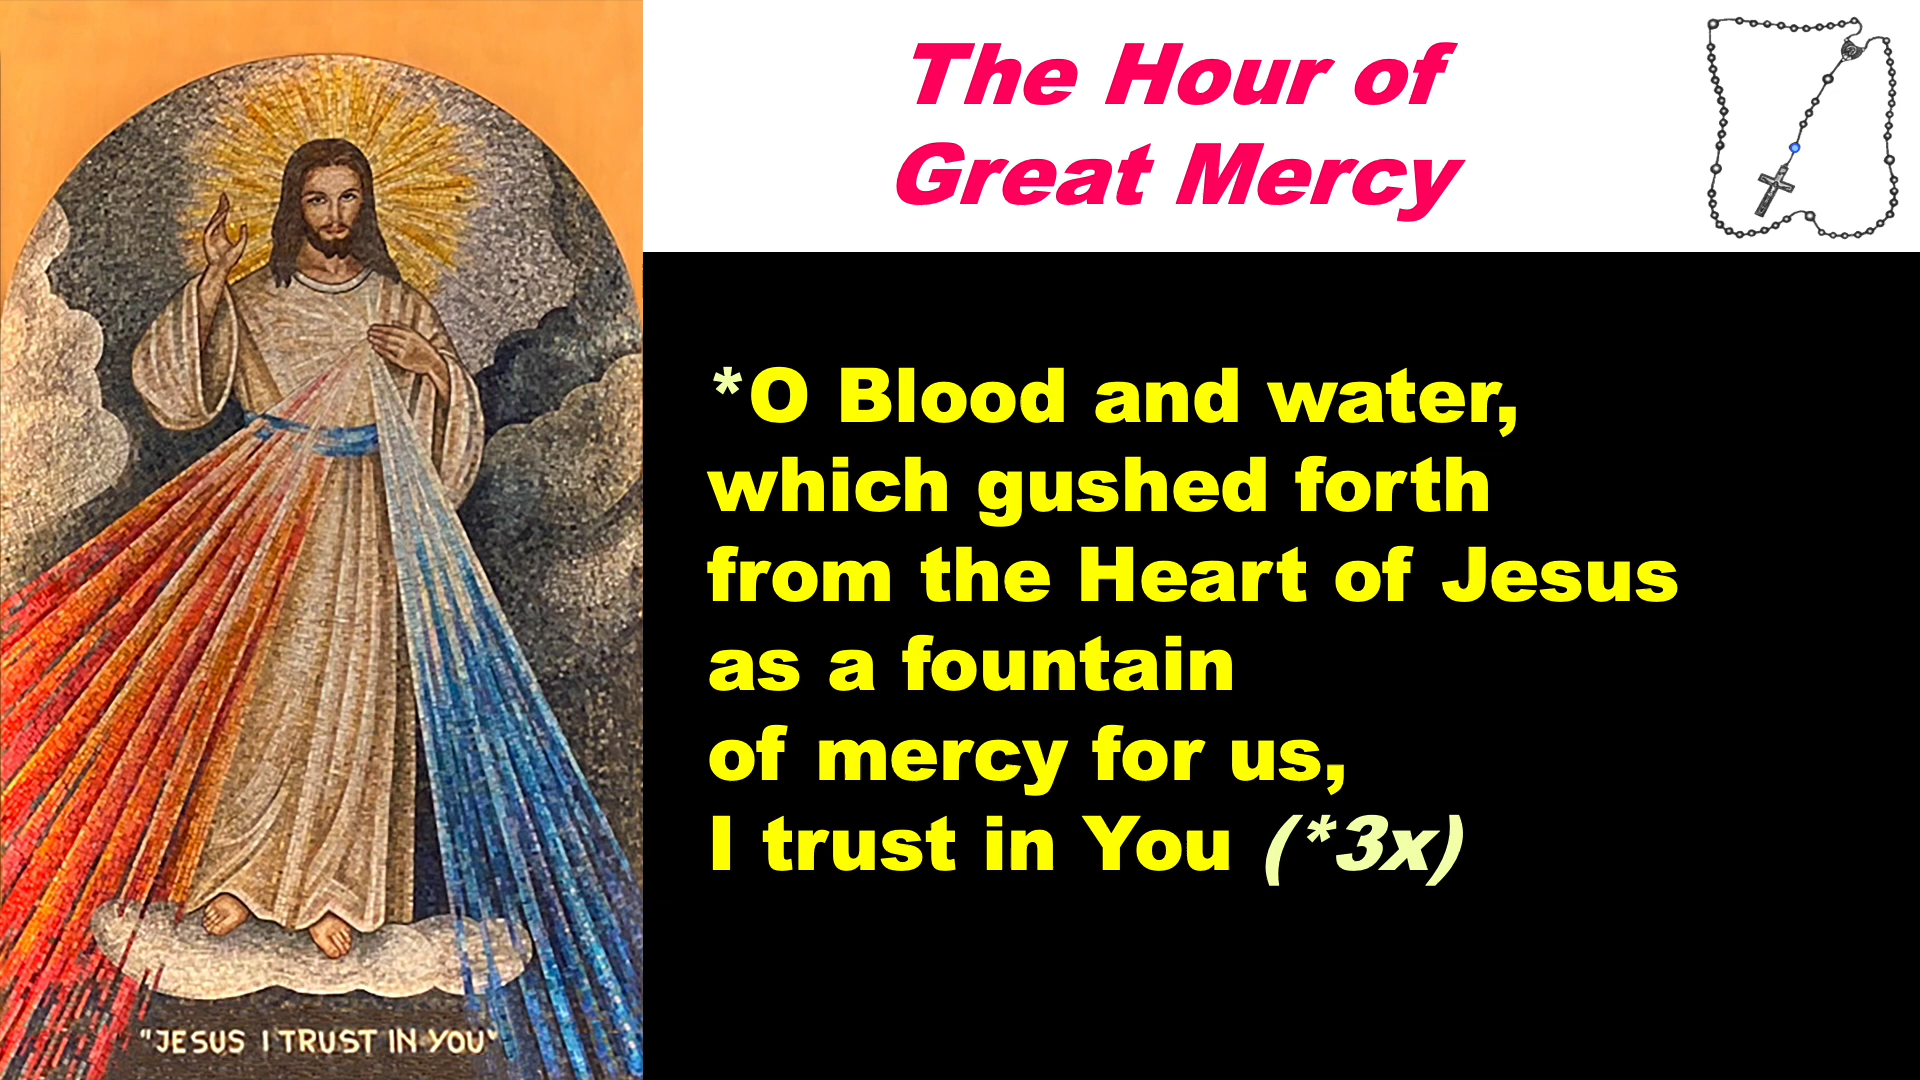 The Hour of
Great Mercy
*O Blood and water,
which gushed forth
from the Heart of Jesus
as a fountain
of mercy for us,
I trust in You (*3x)
"JESUS I TRUST IN YOU"